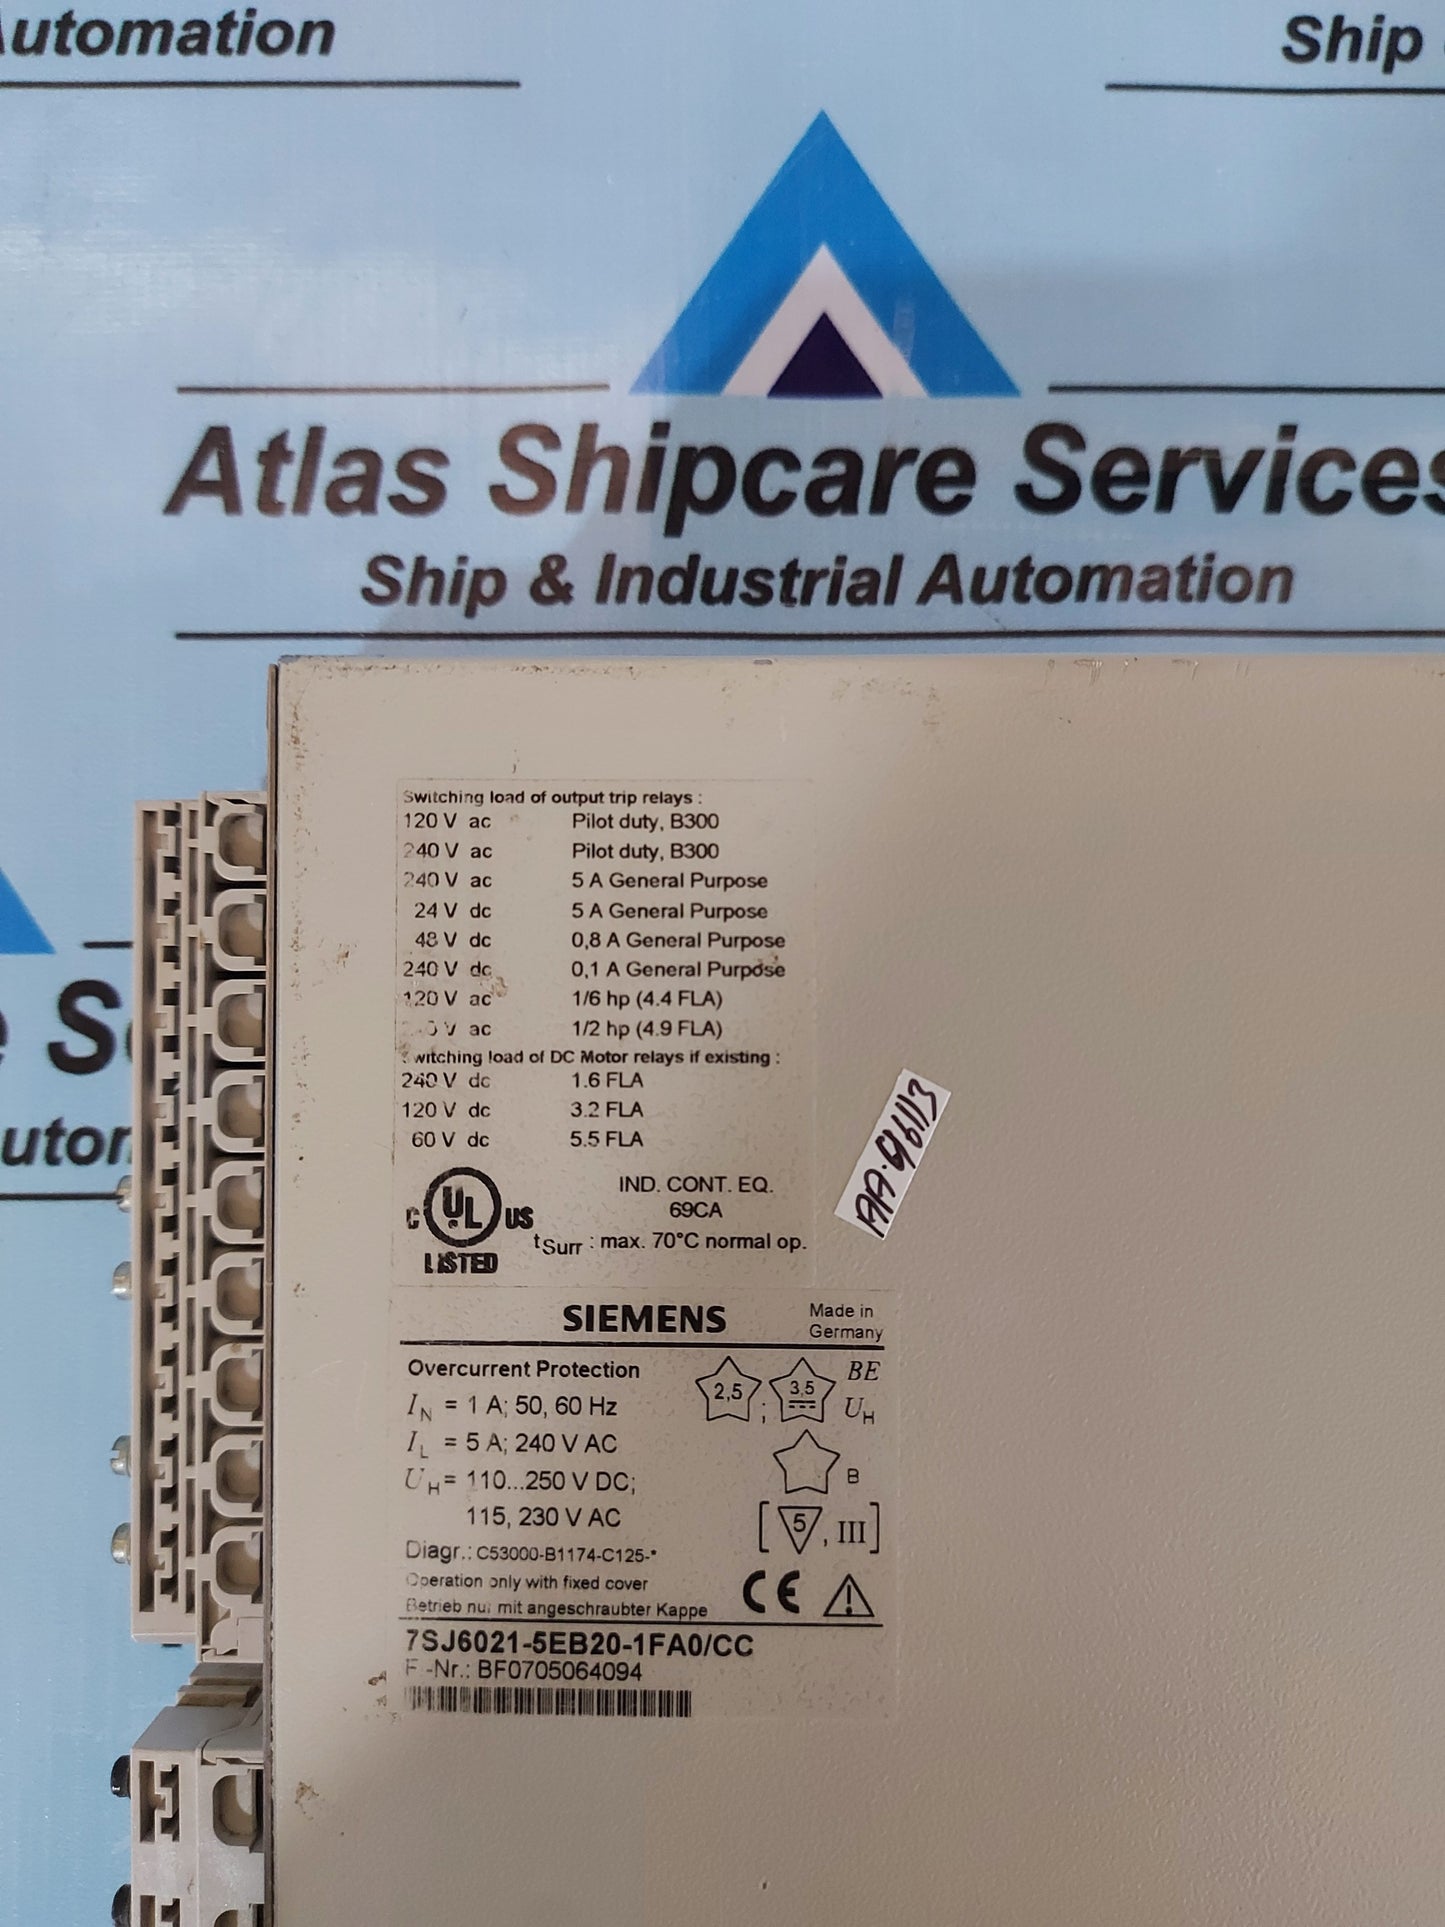 Automation
Ship
Atlas Shipcare Services
Ship & Industrial Automation
Switching load of output trip relays :
120 V ac Pilot duty, B300
240 V ac Pilot duty, B300
240 V ac 5 A General Purpose
24 V dc 5 A General Purpose
48 V dc 0,8 A General Purpose
240 V dc 0,1 A General Purpose
120 V ac 1/6 hp (4.4 FLA)
V ac 1/2 hp (4.9 FLA)
Switching load of DC Motor relays if existing :
240 V dc 1.6 FLA
120 V dc 3.2 FLA
60 V dc 5.5 FLA
IND. CONT. EQ.
69CA
C UL US
LISTED
tSurr : max. 70°C normal op.
SIEMENS
Made in
Germany
Overcurrent Protection
IN = 1 A; 50, 60 Hz
IL = 5 A; 240 V AC
UH = 110...250 V DC;
115, 230 V AC
2,5 ; 3,5 BE
UH
B
[5, III]
Diagr.: C53000-B1174-C125-*
Operation only with fixed cover
Betrieb nur mit angeschraubter Kappe
CE
7SJ6021-5EB20-1FA0/CC
F -Nr.: BF0705064094